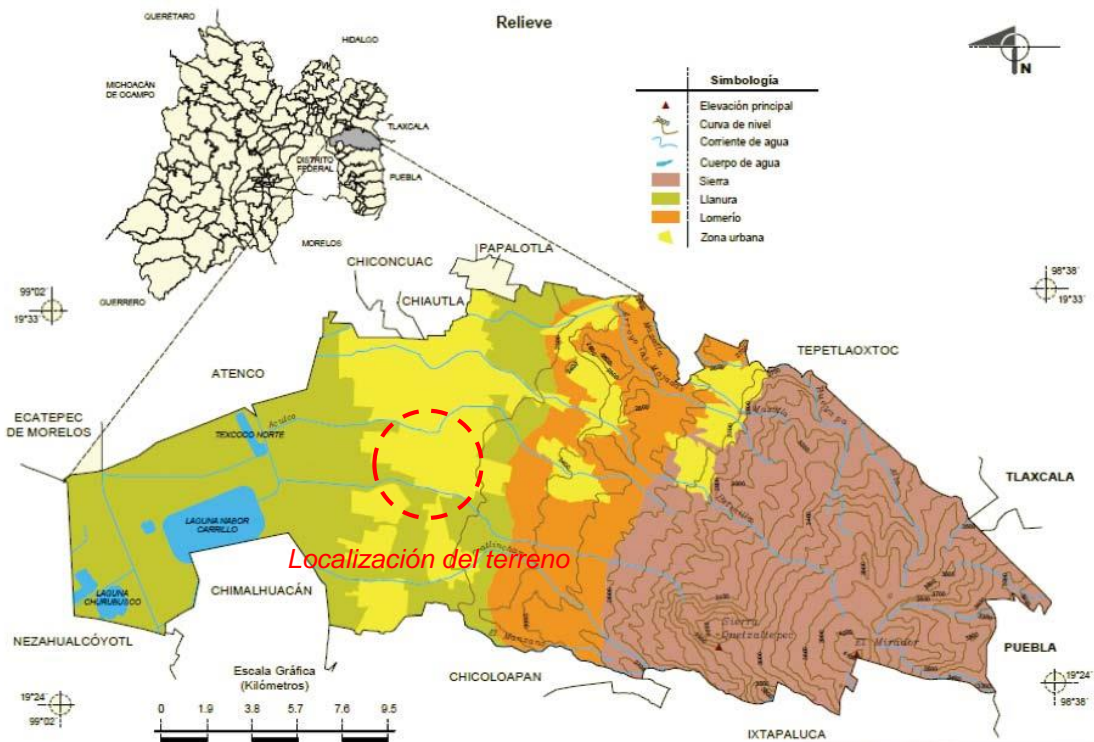 Relieve
QUERÉTARO
HIDALGO
MICHOACÁN
DE OCAMPO
TLAXCALA
DISTRITO
FEDERAL
PUEBLA
MORELOS
GUERRERO
N
Simbología
Elevación principal
Curva de nivel
Corriente de agua
Cuerpo de agua
Sierra
Llanura
Lomerío
Zona urbana
PAPALOTLA
CHICONCUAC
CHIAUTLA
99°02´
19°33´
98°38´
19°33´
ATENCO
TEPETLAOXTOC
ECATEPEC
DE MORELOS
TEXCOCO NORTE
LAGUNA NABOR
CARRILLO
LAGUNA
CHURUBUSCO
TLAXCALA
Localización del terreno
CHIMALHUACÁN
NEZAHUALCÓYOTL
Sierra
Quetzaltepec
El Mirador
El Manzano
PUEBLA
CHICOLOAPAN
IXTAPALUCA
19°24´
99°02´
19°24´
98°38´
Escala Gráfica
(Kilómetros)
0 1.9 3.8 5.7 7.6 9.5